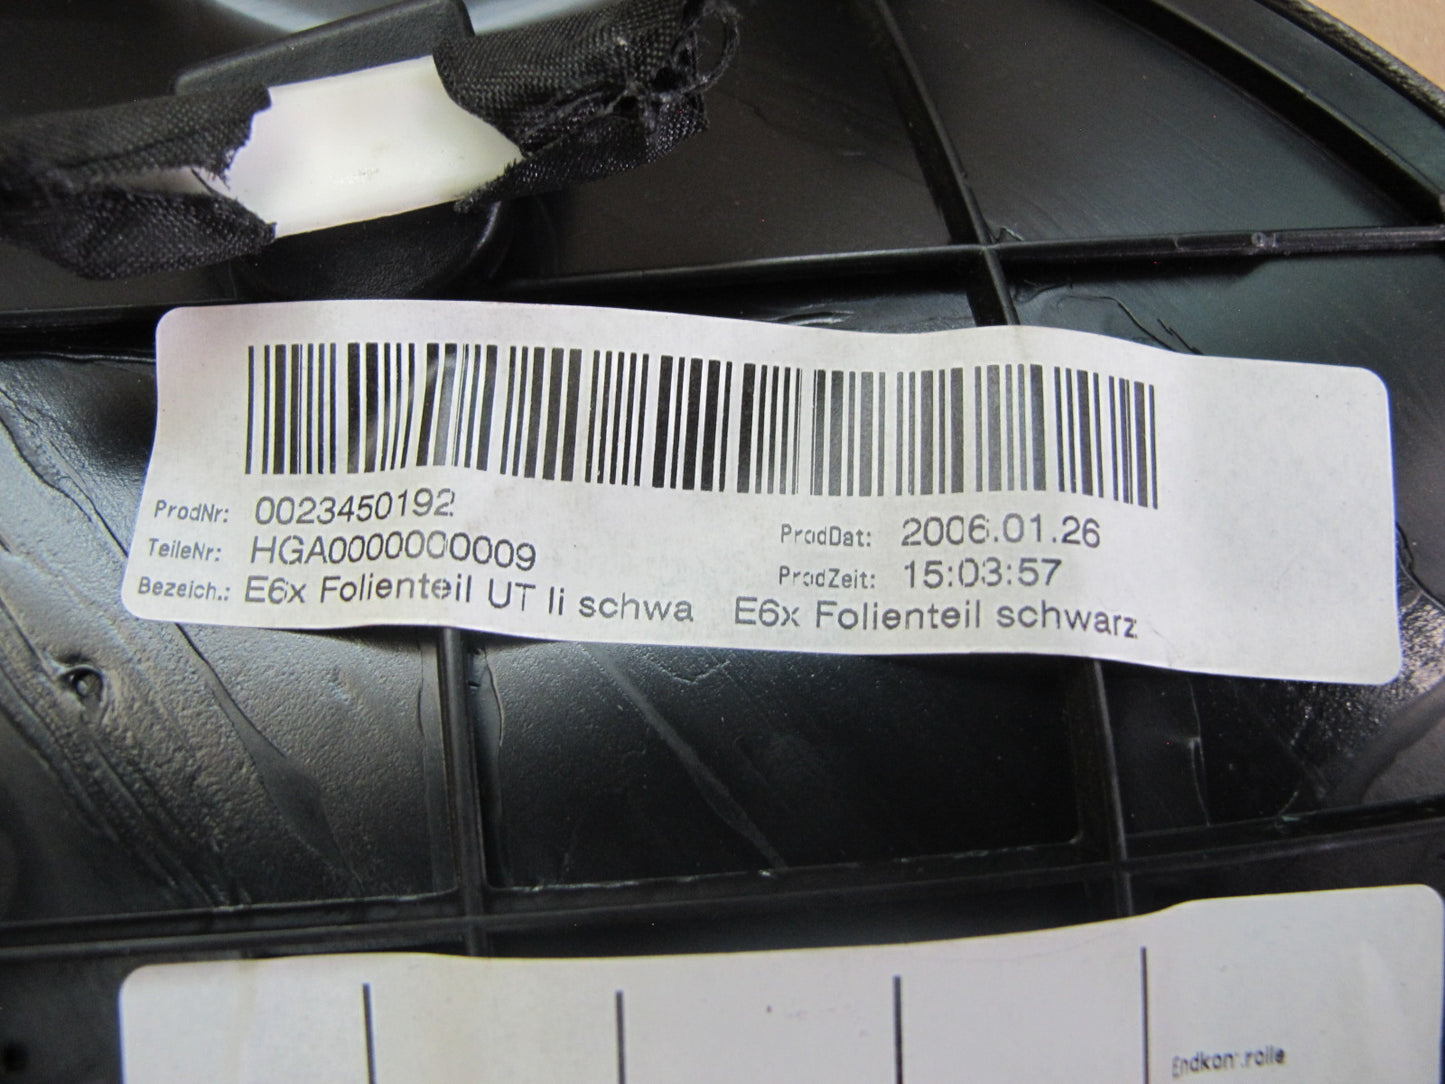 ProdNr: 0023450192
TeileNr: HGA0000000009
Bezeich.: E6x Folienteil UT li schwa E6x Folienteil schwarz
ProdDat: 2006.01.26
ProdZeit: 15:03:57
Endkontrolle